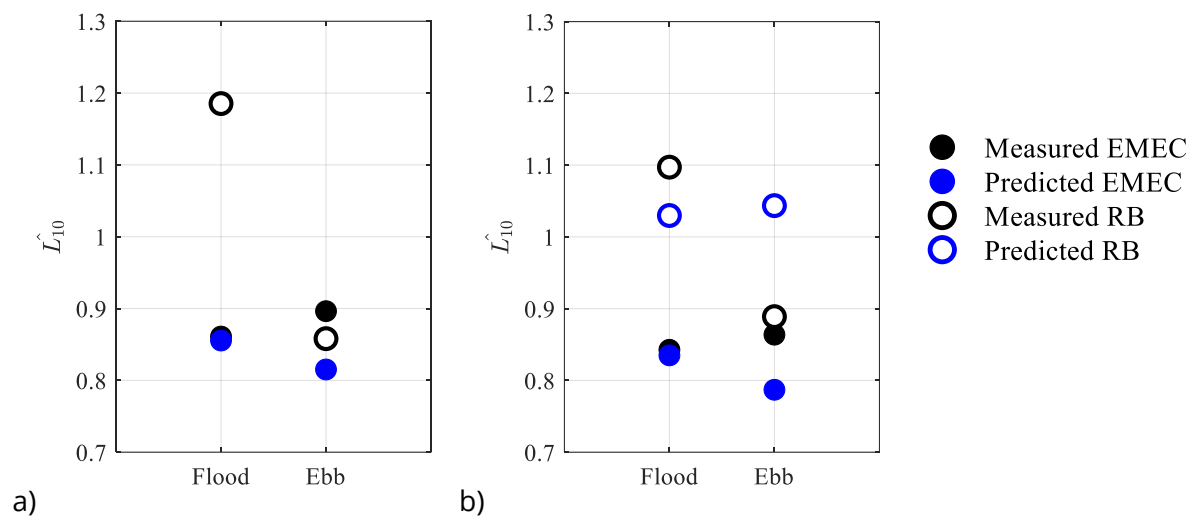 1.3
1.2
1.1
1
0.9
0.8
0.7
L̂10
Flood Ebb
a)
1.3
1.2
1.1
1
0.9
0.8
0.7
L̂10
Flood Ebb
b)
Measured EMEC
Predicted EMEC
Measured RB
Predicted RB